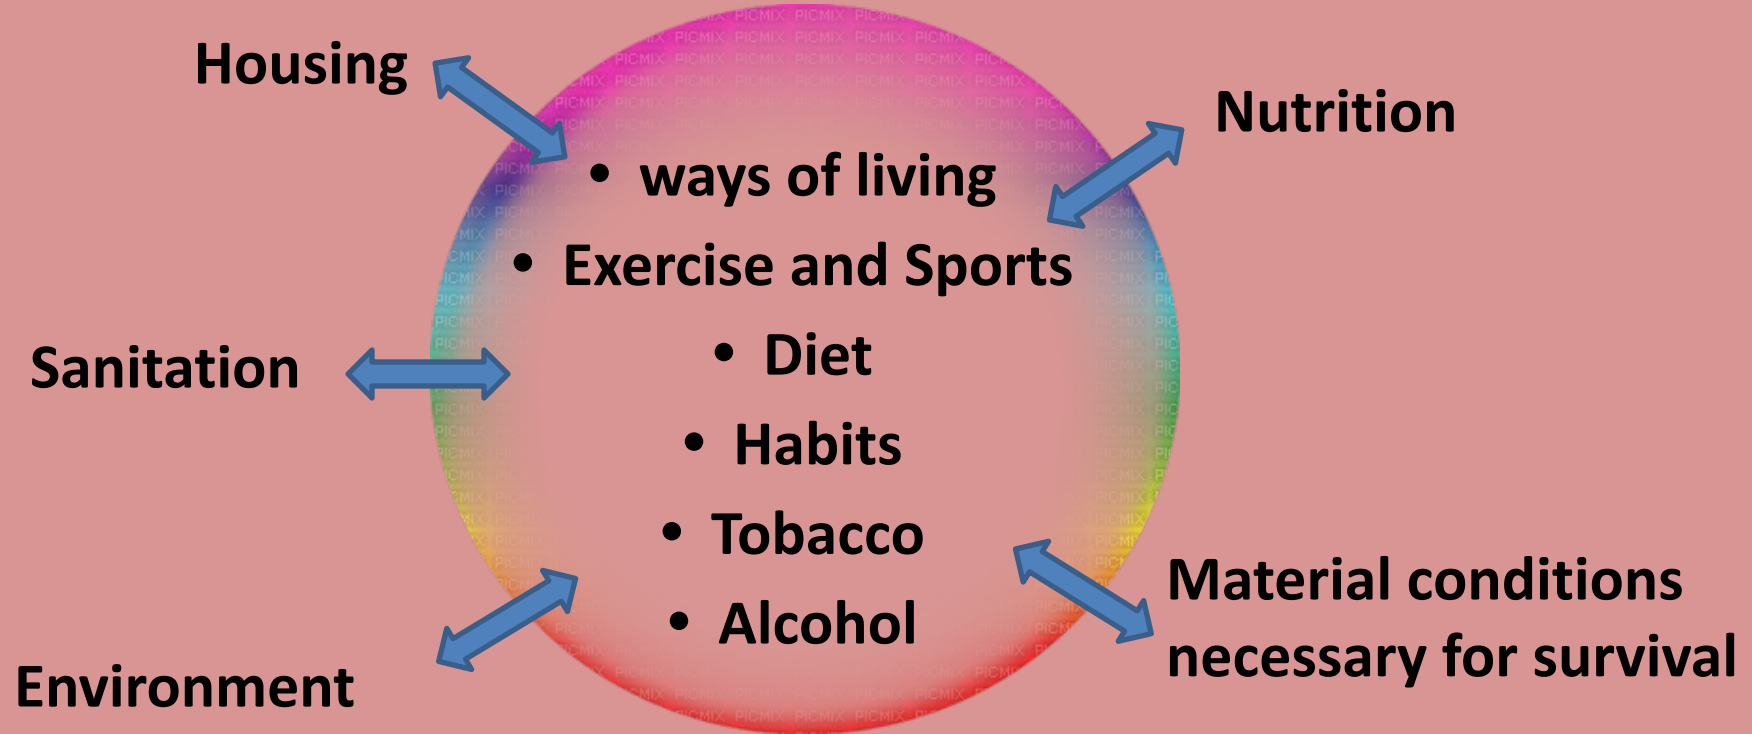 Housing
Nutrition
• ways of living
• Exercise and Sports
• Diet
Sanitation
• Habits
• Tobacco
• Alcohol
Material conditions
necessary for survival
Environment
PICMIX